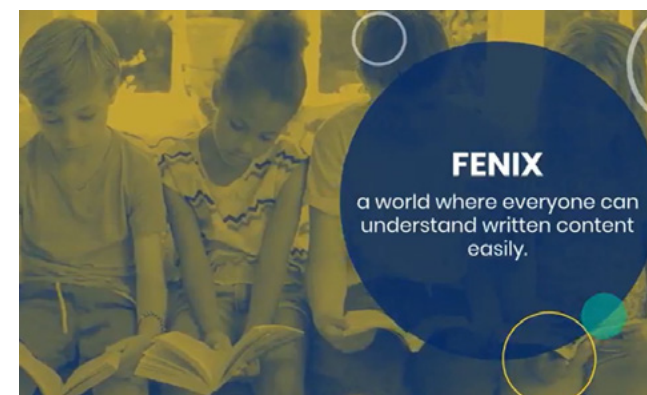 FENIX
a world where everyone can
understand written content
easily.